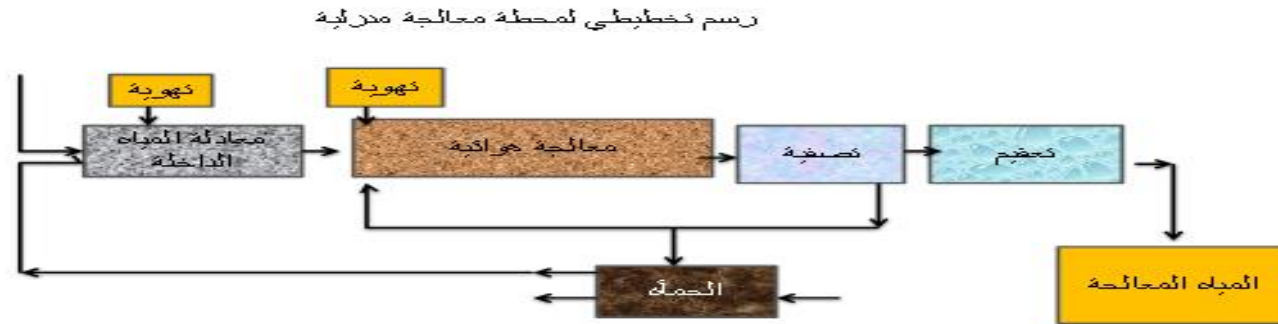 رسم تخطيطي لمحطة معالجة منزلية
تهوية
تهوية
معادلة المياه
الداخلة
معالجة هوائية
تصفية
تعقيم
الحمأة
المياه المعالجة